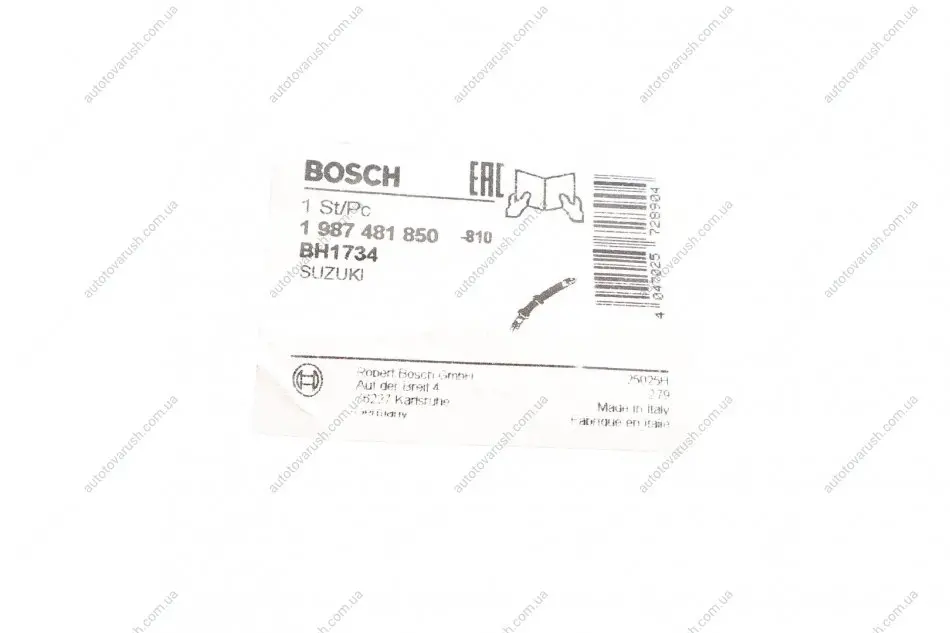 BOSCH
EAC
1 St/Pc
1 987 481 850 -810
BH1734
SUZUKI
4 047025 728904
Robert Bosch GmbH
Auf der Breit 4
76227 Karlsruhe
Germany
25025H
279
Made in Italy
Fabriqué en Italie
autotovarush.com.ua